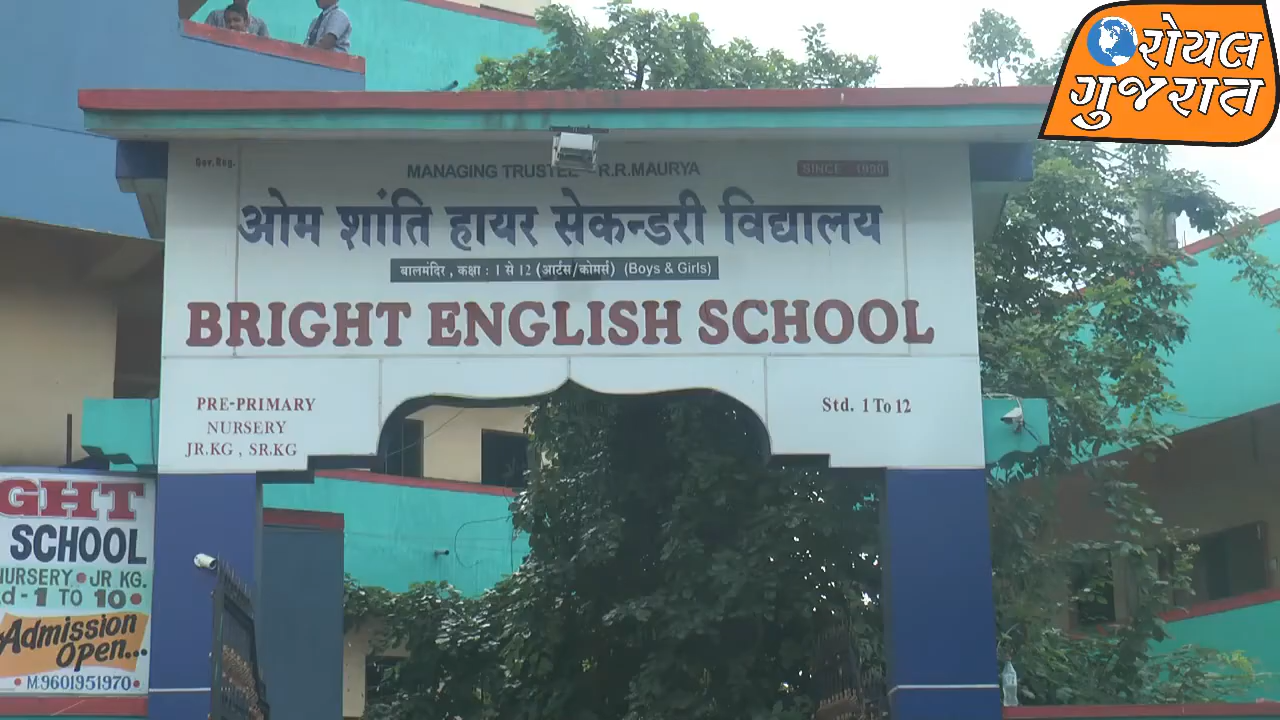 રોયલ
ગુજરાત
Gov. Reg.
MANAGING TRUSTEE R.R.MAURYA
SINCE 1990
ओम शांति हायर सेकन्डरी विद्यालय
बालमंदिर , कक्षा : 1 से 12 (आर्टस/कोमर्स) (Boys & Girls)
BRIGHT ENGLISH SCHOOL
PRE-PRIMARY
NURSERY
JR.KG , SR.KG
Std. 1 To 12
GHT
SCHOOL
NURSERY • JR KG.
d - 1 TO 10 •
Admission
Open...
• M.9601951970 •